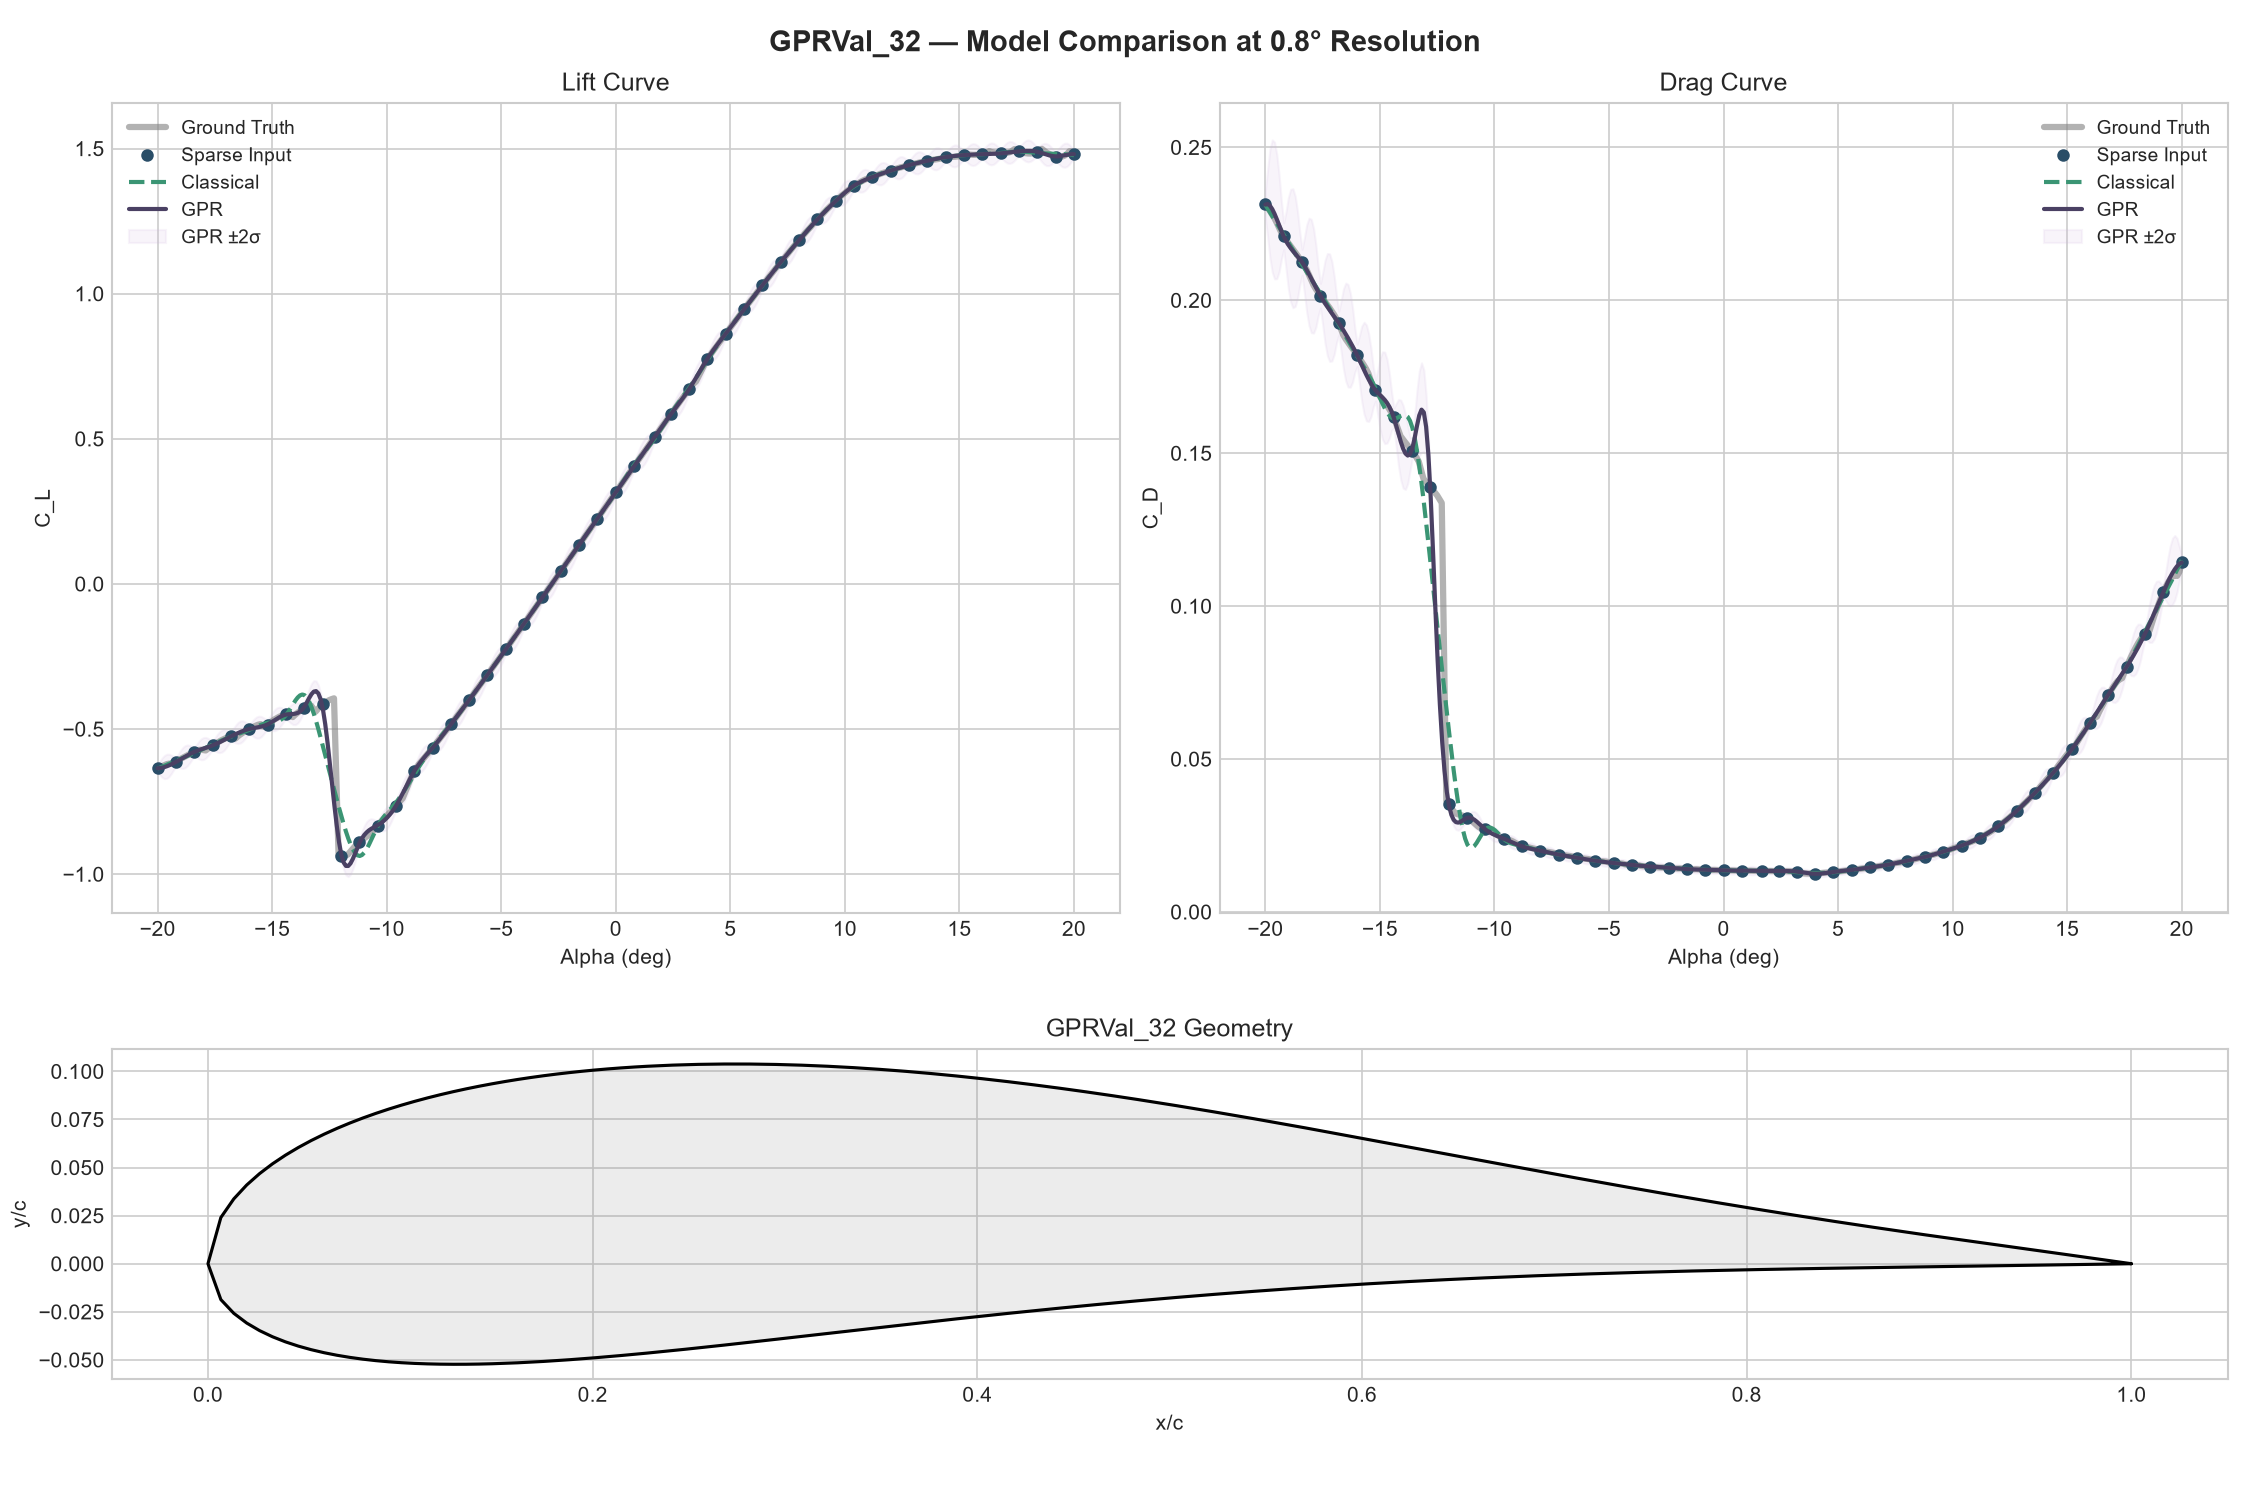 GPRVal_32 — Model Comparison at 0.8° Resolution
Lift Curve
Ground Truth
Sparse Input
Classical
GPR
GPR ±2σ
1.5
1.0
0.5
0.0
−0.5
−1.0
C_L
−20 −15 −10 −5 0 5 10 15 20
Alpha (deg)
Drag Curve
Ground Truth
Sparse Input
Classical
GPR
GPR ±2σ
0.25
0.20
0.15
0.10
0.05
0.00
C_D
−20 −15 −10 −5 0 5 10 15 20
Alpha (deg)
GPRVal_32 Geometry
0.100
0.075
0.050
0.025
0.000
−0.025
−0.050
y/c
0.0 0.2 0.4 0.6 0.8 1.0
x/c